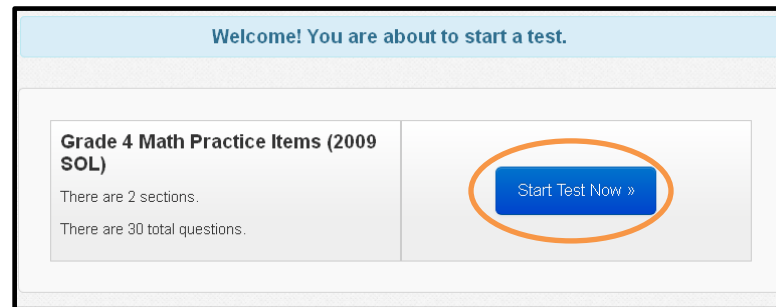 Welcome! You are about to start a test.
Grade 4 Math Practice Items (2009
SOL)
There are 2 sections.
There are 30 total questions.
Start Test Now »